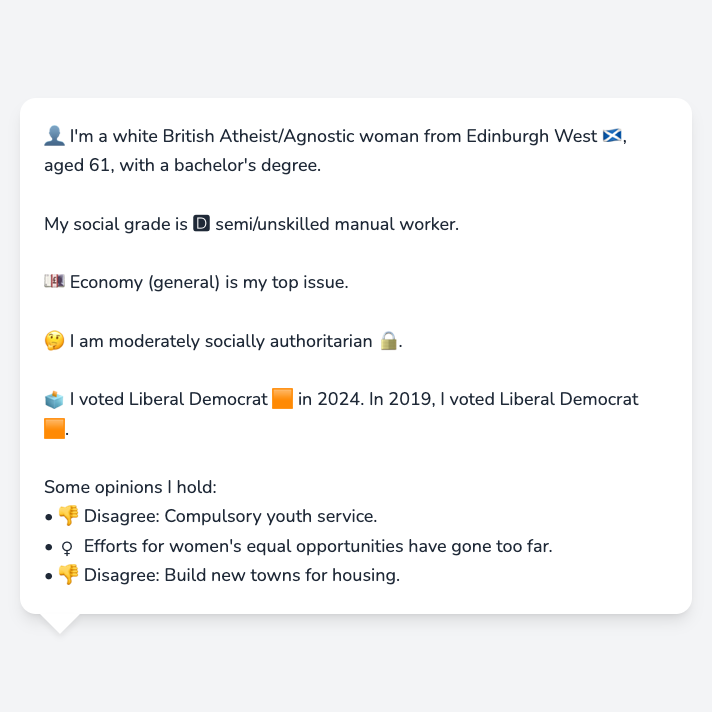 👤 I'm a white British Atheist/Agnostic woman from Edinburgh West 🏴󠁧󠁢󠁳󠁣󠁴󠁿,
aged 61, with a bachelor's degree.
My social grade is 🅳 semi/unskilled manual worker.
💷 Economy (general) is my top issue.
🤔 I am moderately socially authoritarian 🔒.
🗳️ I voted Liberal Democrat 🟧 in 2024. In 2019, I voted Liberal Democrat
🟧.
Some opinions I hold:
• 👎 Disagree: Compulsory youth service.
• ♀ Efforts for women's equal opportunities have gone too far.
• 👎 Disagree: Build new towns for housing.